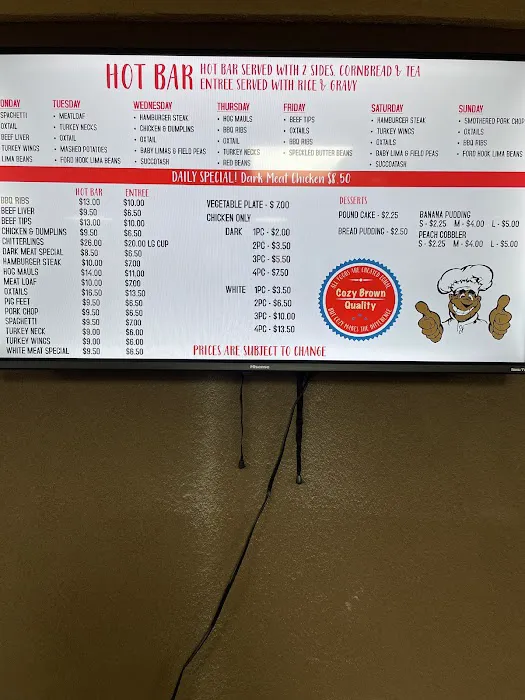 HOT BAR HOT BAR SERVED WITH 2 SIDES, CORNBREAD & TEA
ENTREE SERVED WITH RICE & GRAVY
ONDAY
SPAGHETTI
OXTAIL
BEEF LIVER
TURKEY WINGS
LIMA BEANS
TUESDAY
• MEATLOAF
• TURKEY NECKS
• OXTAIL
• MASHED POTATOES
• FORD HOOK LIMA BEANS
WEDNESDAY
• HAMBURGER STEAK
• CHICKEN & DUMPLINS
• OXTAIL
• BABY LIMAS & FIELD PEAS
• SUCCOTASH
THURSDAY
• HOG MAULS
• BBQ RIBS
• OXTAIL
• TURKEY NECKS
• RED BEANS
FRIDAY
• BEEF TIPS
• OXTAILS
• BBQ RIBS
• SPECKLED BUTTER BEANS
SATURDAY
• HAMBURGER STEAK
• TURKEY WINGS
• OXTAILS
• BABY LIMA & FIELD PEAS
• SUCCATASH
SUNDAY
• SMOTHERED PORK CHOP
• OXTAILS
• BBQ RIBS
• FORD HOOK LIMA BEANS
DAILY SPECIAL! Dark Meat Chicken $8.50
HOT BAR ENTREE
BBQ RIBS $13.00 $10.00
BEEF LIVER $9.50 $6.50
BEEF TIPS $13.00 $10.00
CHICKEN & DUMPLINS $9.50 $6.50
CHITTERLINGS $26.00 $20.00 LG CUP
DARK MEAT SPECIAL $8.50 $6.50
HAMBURGER STEAK $10.00 $7.00
HOG MAULS $14.00 $11.00
MEAT LOAF $10.00 $7.00
OXTAILS $16.50 $13.50
PIG FEET $9.50 $6.50
PORK CHOP $9.50 $6.50
SPAGHETTI $9.50 $7.00
TURKEY NECK $9.00 $6.00
TURKEY WINGS $9.00 $6.00
WHITE MEAT SPECIAL $9.50 $6.50
VEGETABLE PLATE - $ 7.00
CHICKEN ONLY
DARK 1PC - $2.00
2PC - $3.50
3PC - $5.50
4PC - $7.50
WHITE 1PC - $3.50
2PC - $6.50
3PC - $10.00
4PC - $13.50
DESSERTS
POUND CAKE - $2.25
BREAD PUDDING - $2.50
BANANA PUDDING
S - $2.25 M - $4.00 L - $5.00
PEACH COBBLER
S - $2.25 M - $4.00 L - $5.00
Cozy Brown
Quality
PRICES ARE SUBJECT TO CHANGE
Hisense